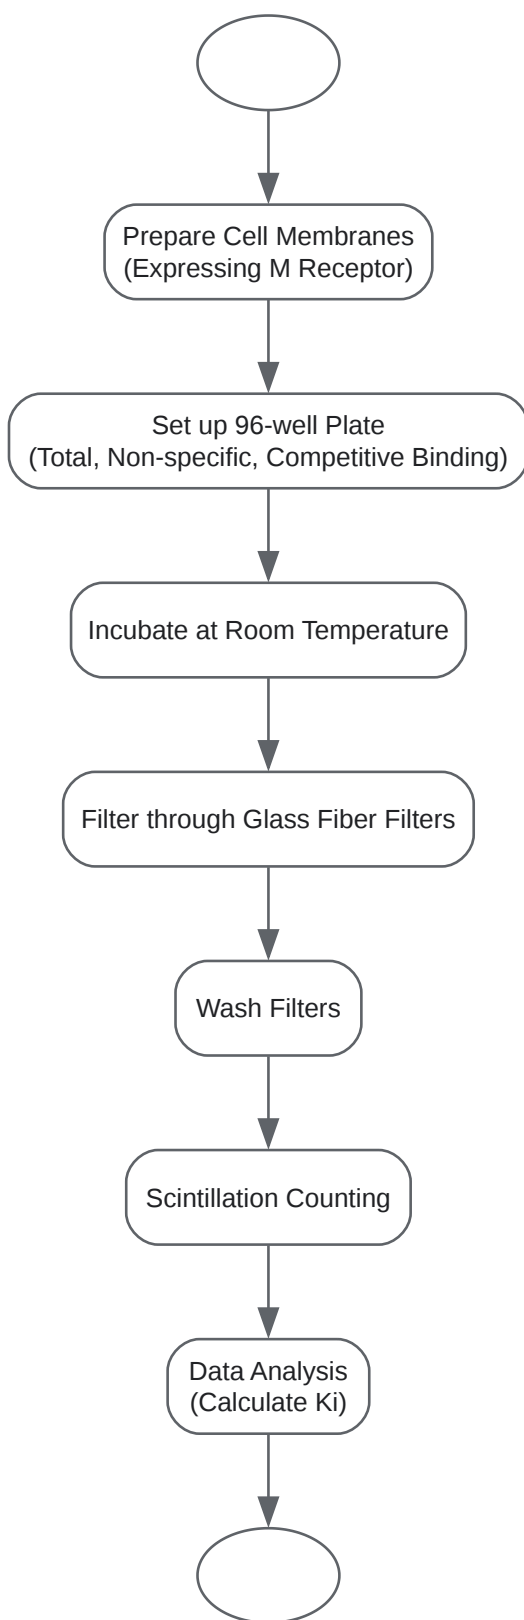 Prepare Cell Membranes
(Expressing M Receptor)
Set up 96-well Plate
(Total, Non-specific, Competitive Binding)
Incubate at Room Temperature
Filter through Glass Fiber Filters
Wash Filters
Scintillation Counting
Data Analysis
(Calculate Ki)